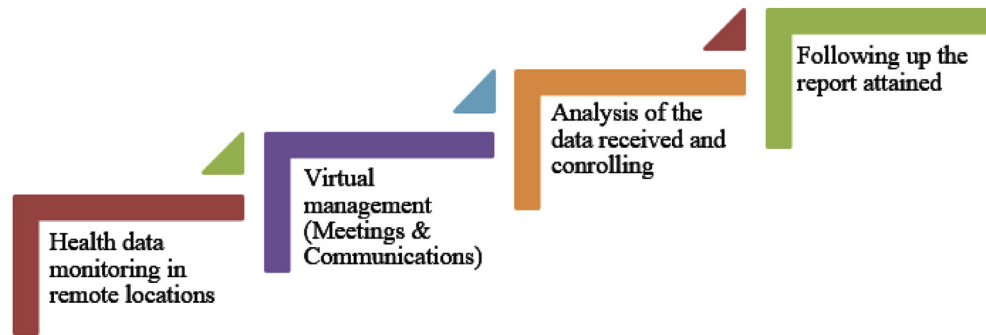 Health data
monitoring in
remote locations
Virtual
management
(Meetings &
Communications)
Analysis of the
data received and
conrolling
Following up the
report attained